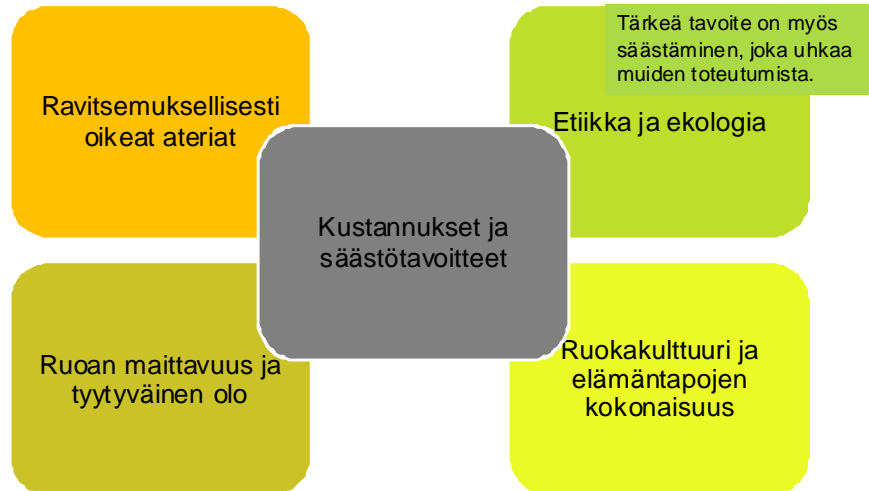 Tärkeä tavoite on myös
säästäminen, joka uhkaa
muiden toteutumista.
Ravitsemuksellisesti
oikeat ateriat
Etiikka ja ekologia
Kustannukset ja
säästötavoitteet
Ruoan maittavuus ja
tyytyväinen olo
Ruokakulttuuri ja
elämäntapojen
kokonaisuus